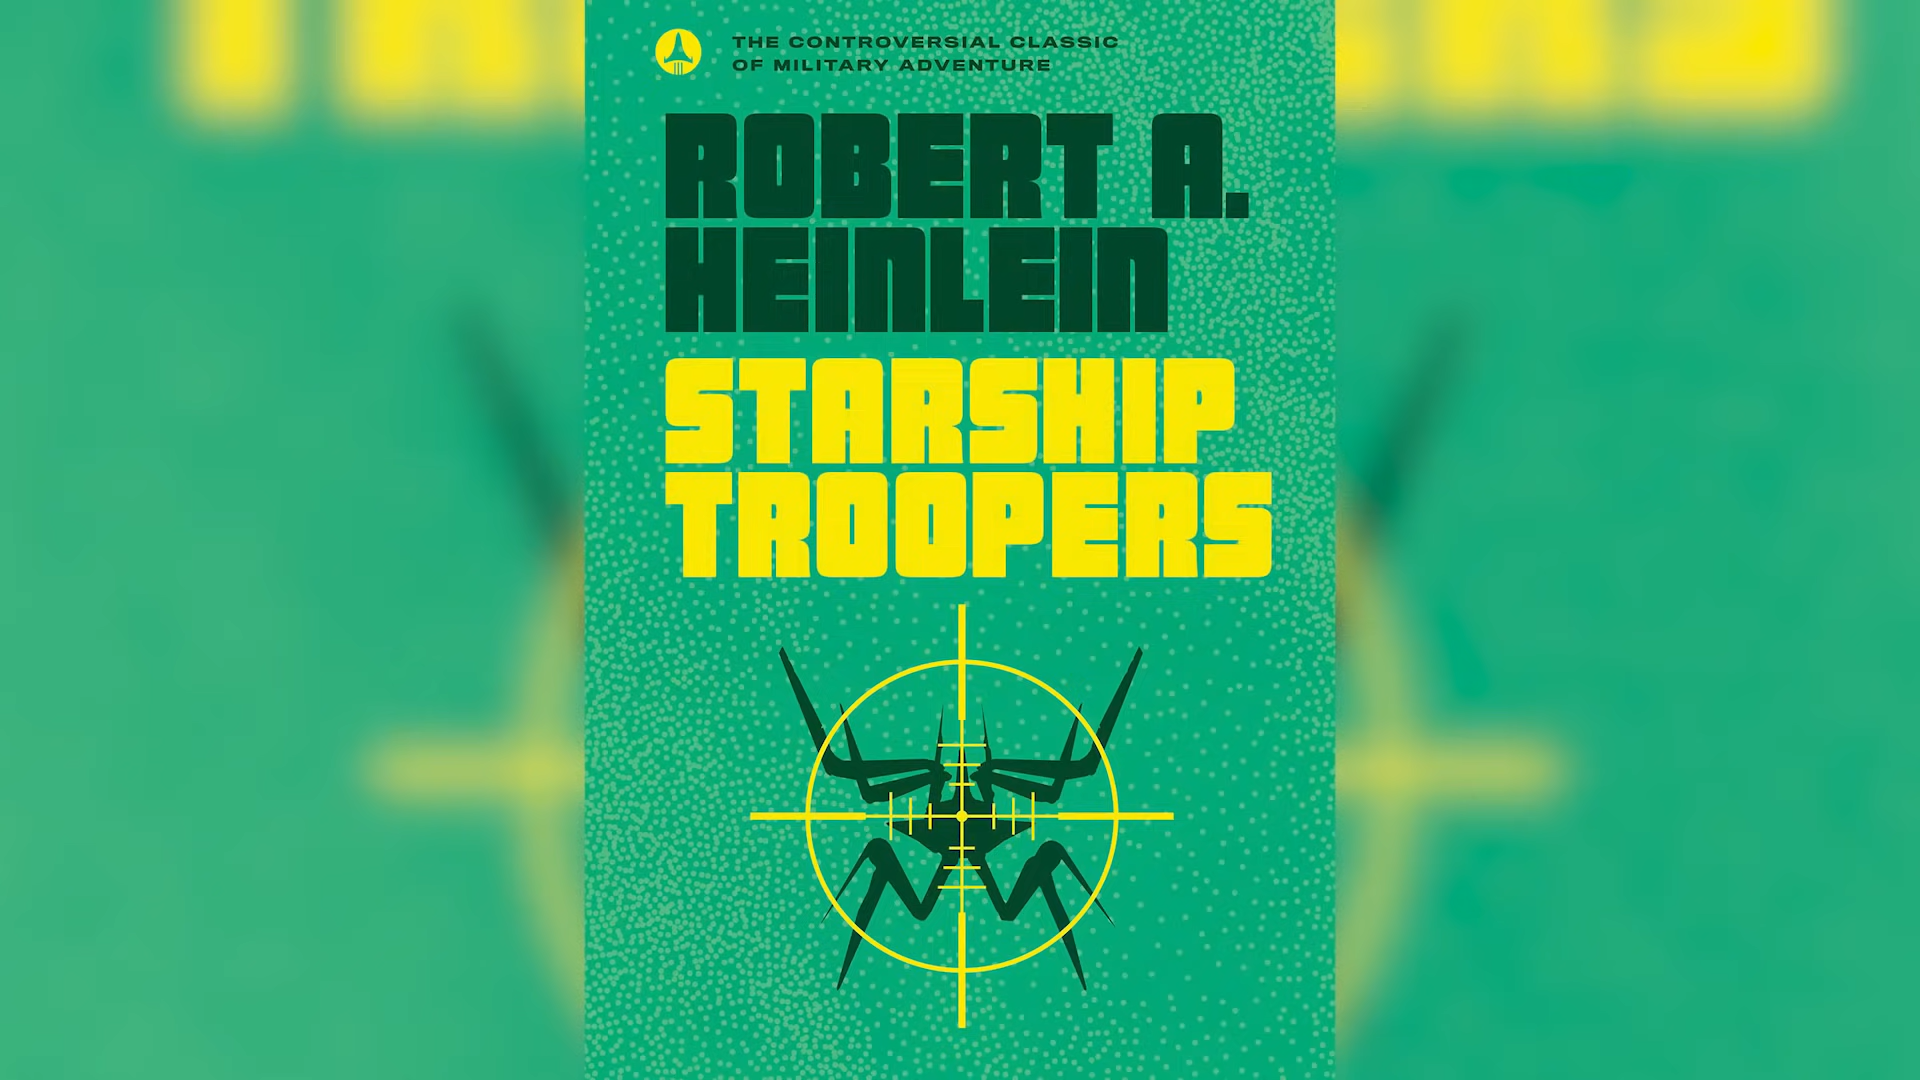 THE CONTROVERSIAL CLASSIC
OF MILITARY ADVENTURE
ROBERT A.
HEINLEIN
STARSHIP
TROOPERS